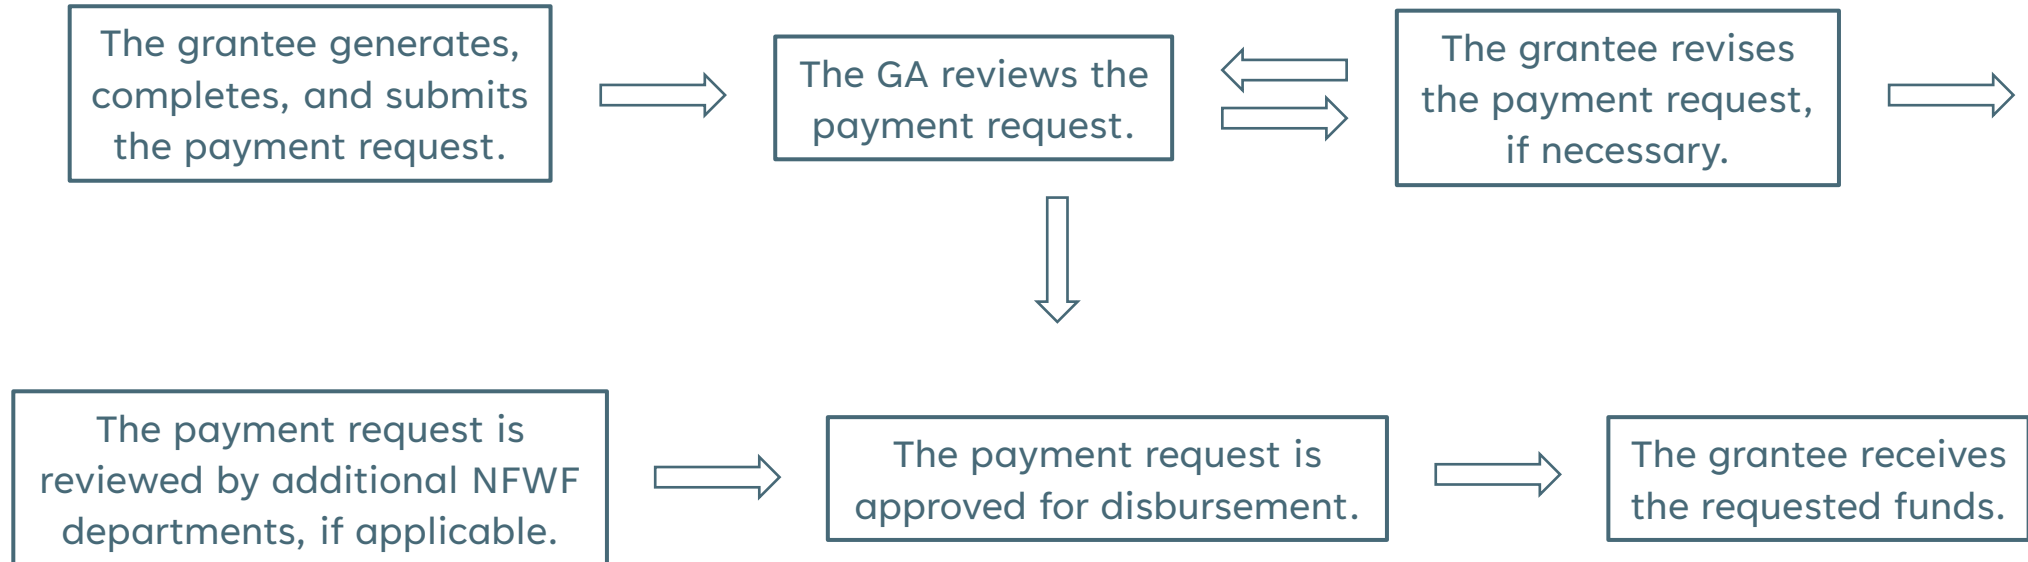 The grantee generates,
completes, and submits
the payment request.
The GA reviews the
payment request.
The grantee revises
the payment request,
if necessary.
The payment request is
reviewed by additional NFWF
departments, if applicable.
The payment request is
approved for disbursement.
The grantee receives
the requested funds.